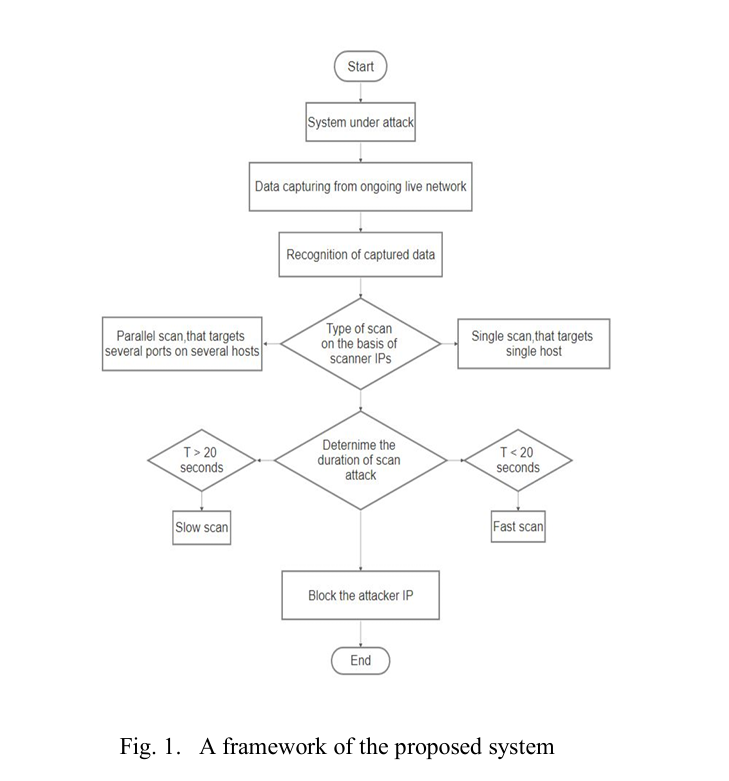 Start
System under attack
Data capturing from ongoing live network
Recognition of captured data
Type of scan
on the basis of
scanner IPs
Parallel scan,that targets
several ports on several hosts
Single scan,that targets
single host
Deternime the
duration of scan
attack
T > 20
seconds
T < 20
seconds
Slow scan
Fast scan
Block the attacker IP
End
Fig. 1. A framework of the proposed system